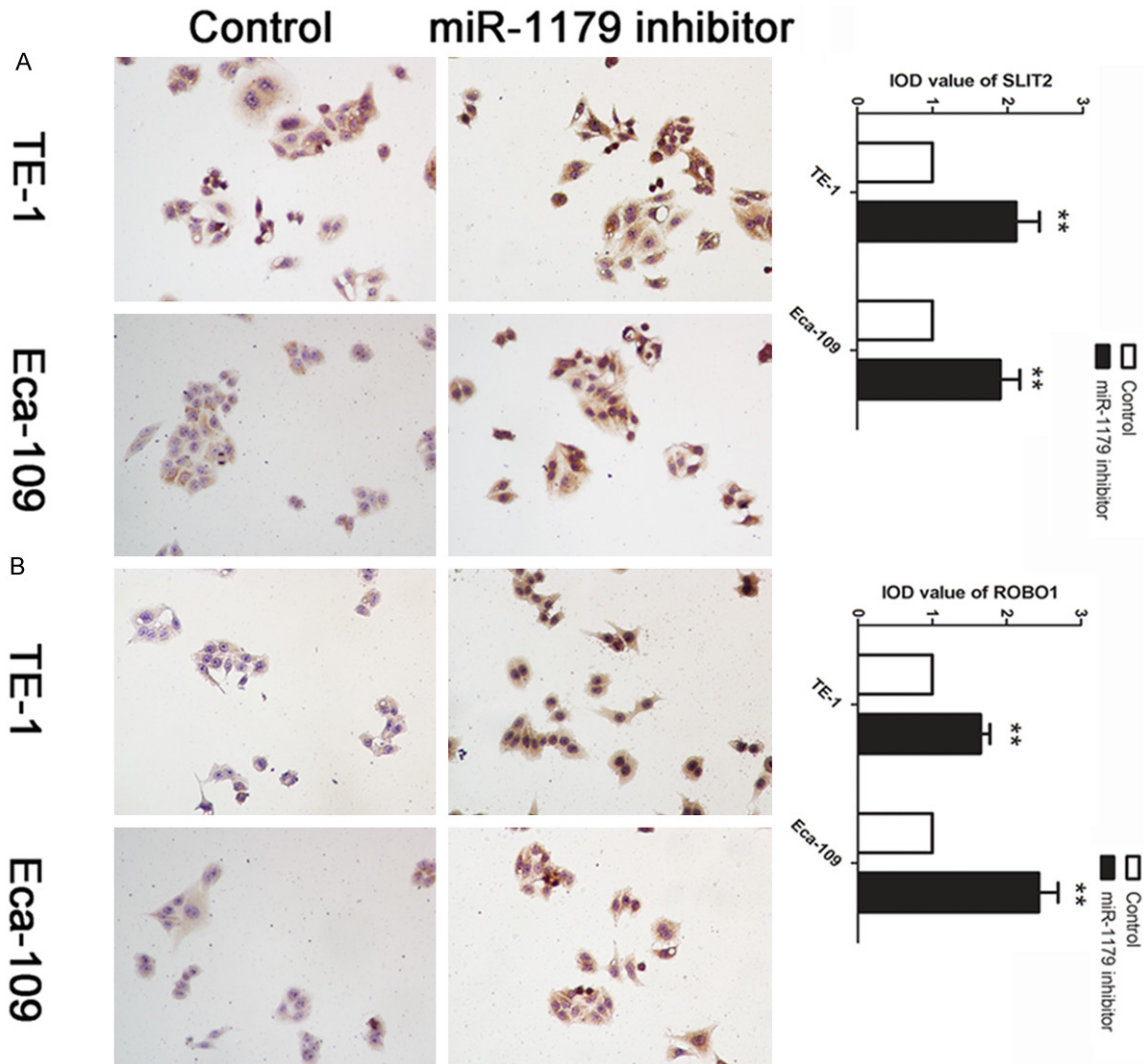 Control miR-1179 inhibitor
A
TE-1
Eca-109
IOD value of SLIT2
0 1 2 3
TE-1
**
Eca-109
**
Control
miR-1179 inhibitor
B
TE-1
Eca-109
IOD value of ROBO1
0 1 2 3
TE-1
**
Eca-109
**
Control
miR-1179 inhibitor